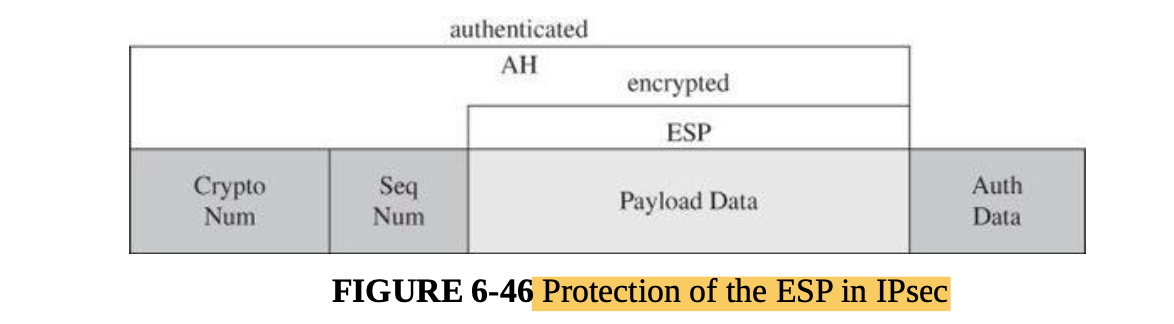 authenticated
AH
encrypted
ESP
Crypto
Num
Seq
Num
Payload Data
Auth
Data
FIGURE 6-46 Protection of the ESP in IPsec